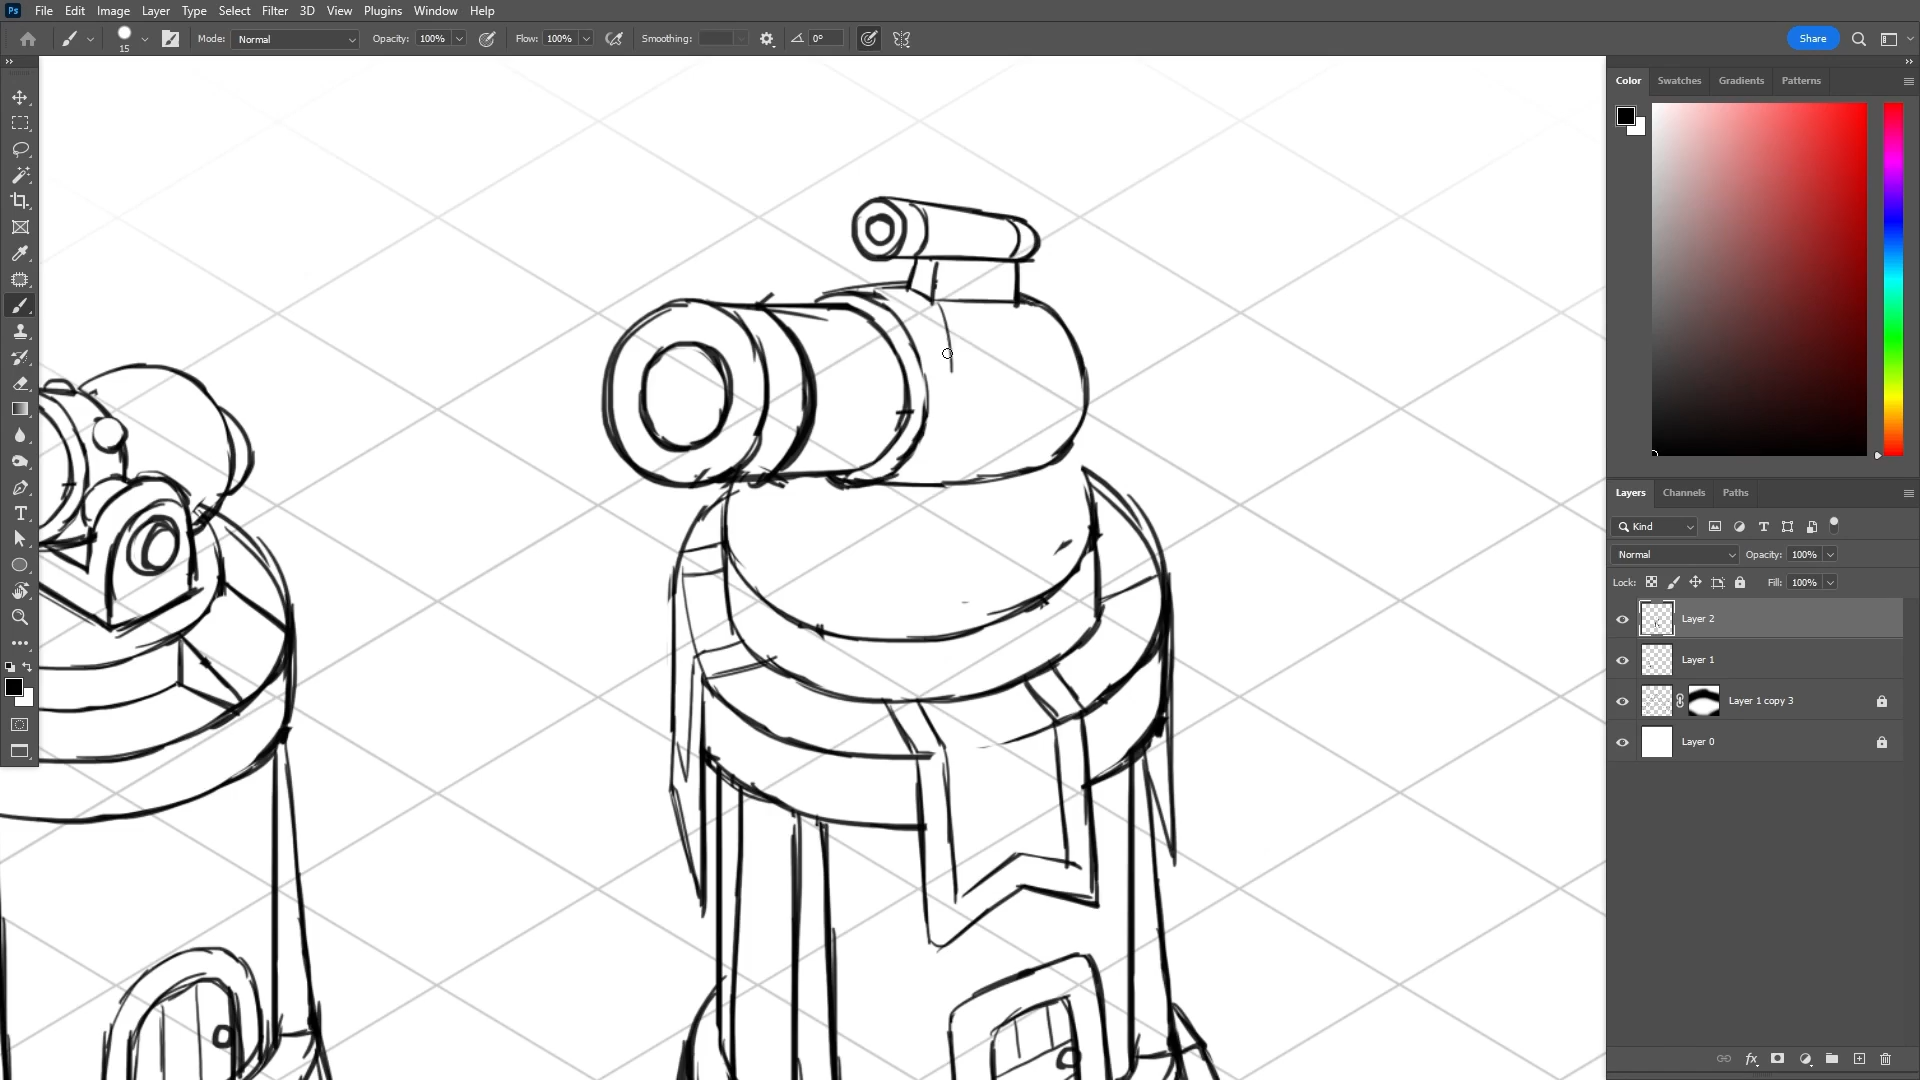 Ps File Edit Image Layer Type Select Filter 3D View Plugins Window Help
15 Mode: Normal Opacity: 100% Flow: 100% Smoothing: 0° Share
Color Swatches Gradients Patterns
Layers Channels Paths
Kind
Normal Opacity: 100%
Lock: Fill: 100%
Layer 2
Layer 1
Layer 1 copy 3
Layer 0
fx